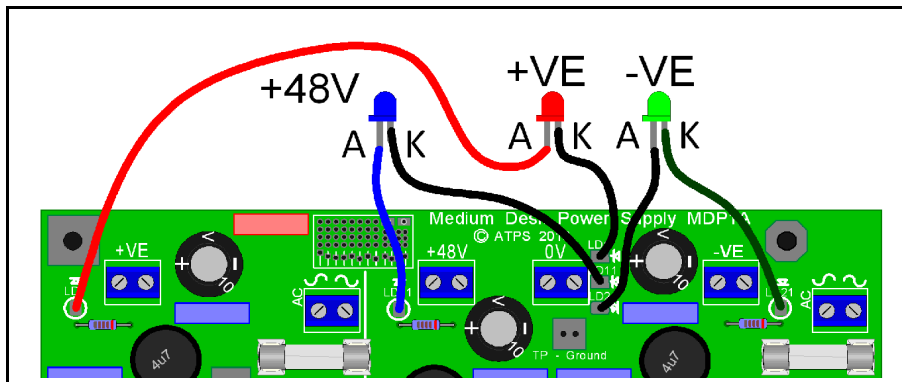 +48V
+VE
-VE
A
K
A
K
A
K
Medium Desk Power Supply
© ATPS
+VE
+48V
0V
-VE
AC
AC
+
-
V
10
+
-
V
10
+
-
V
10
4u7
4u7
TP - Ground